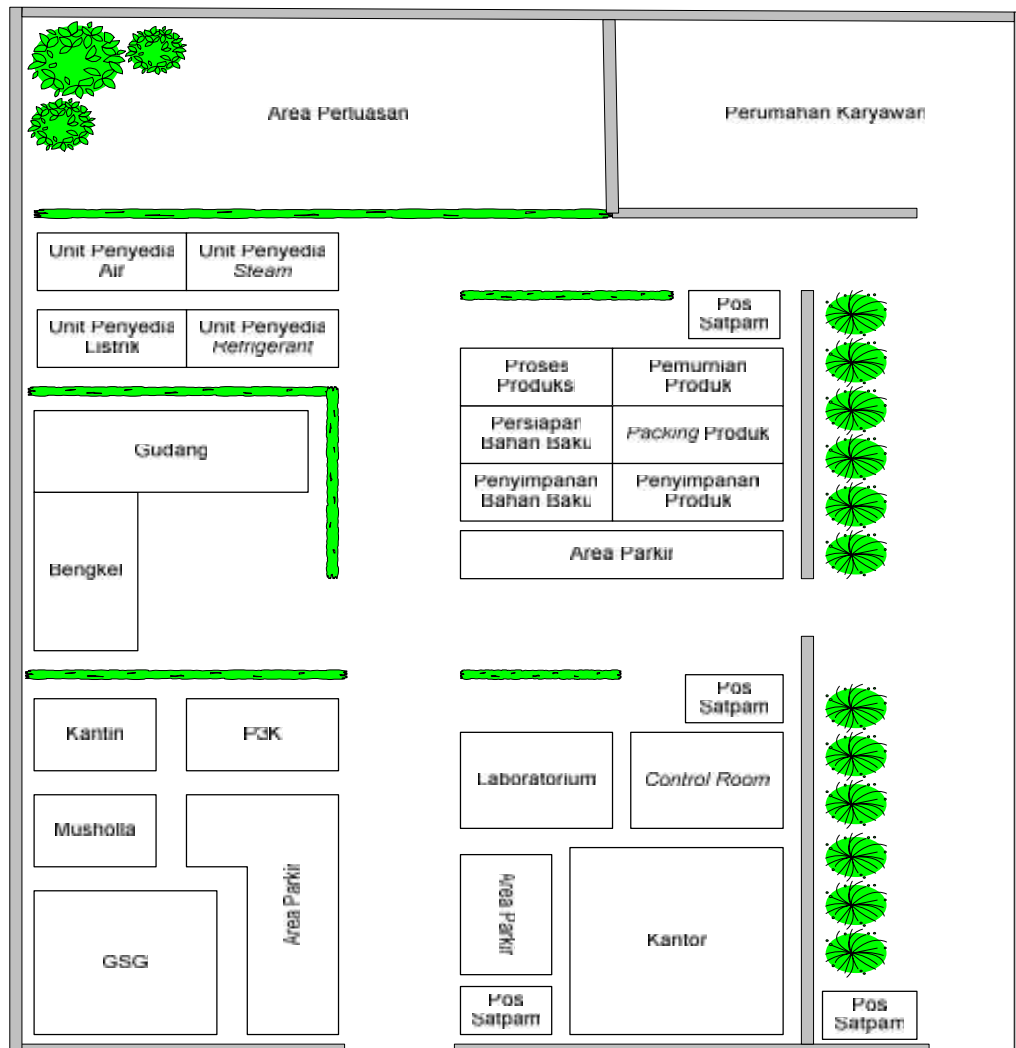 Area Perluasan
Perumahan Karyawan
Unit Penyedia
Air
Unit Penyedia
Steam
Unit Penyedia
Listrik
Unit Penyedia
Refrigerant
Pos
Satpam
Proses
Produksi
Pemurnian
Produk
Persiapan
Bahan Baku
Packing Produk
Penyimpanan
Bahan Baku
Penyimpanan
Produk
Area Parkir
Gudang
Bengkel
Pos
Satpam
Kantin
P3K
Laboratorium
Control Room
Musholla
Area Parkir
Area Parkir
Kantor
GSG
Pos
Satpam
Pos
Satpam